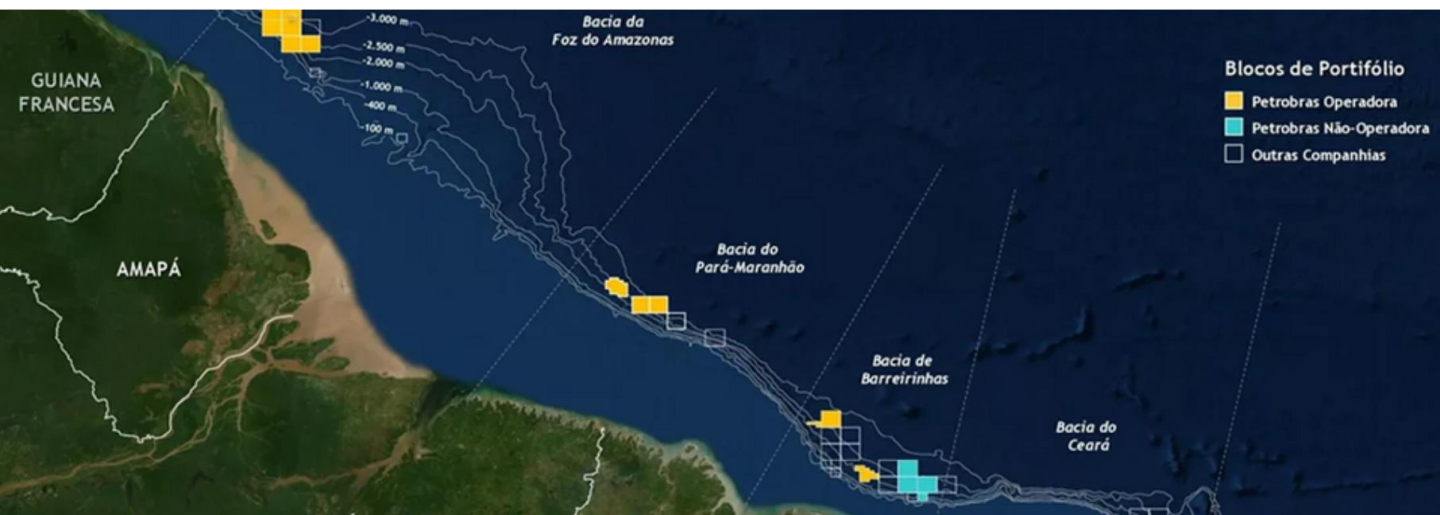 Bacia da
Foz do Amazonas
-3.000 m
-2.500 m
-2.000 m
-1.000 m
-400 m
-100 m
GUIANA
FRANCESA
Blocos de Portifólio
Petrobras Operadora
Petrobras Não-Operadora
Outras Companhias
AMAPÁ
Bacia do
Pará-Maranhão
Bacia de
Barreirinhas
Bacia do
Ceará